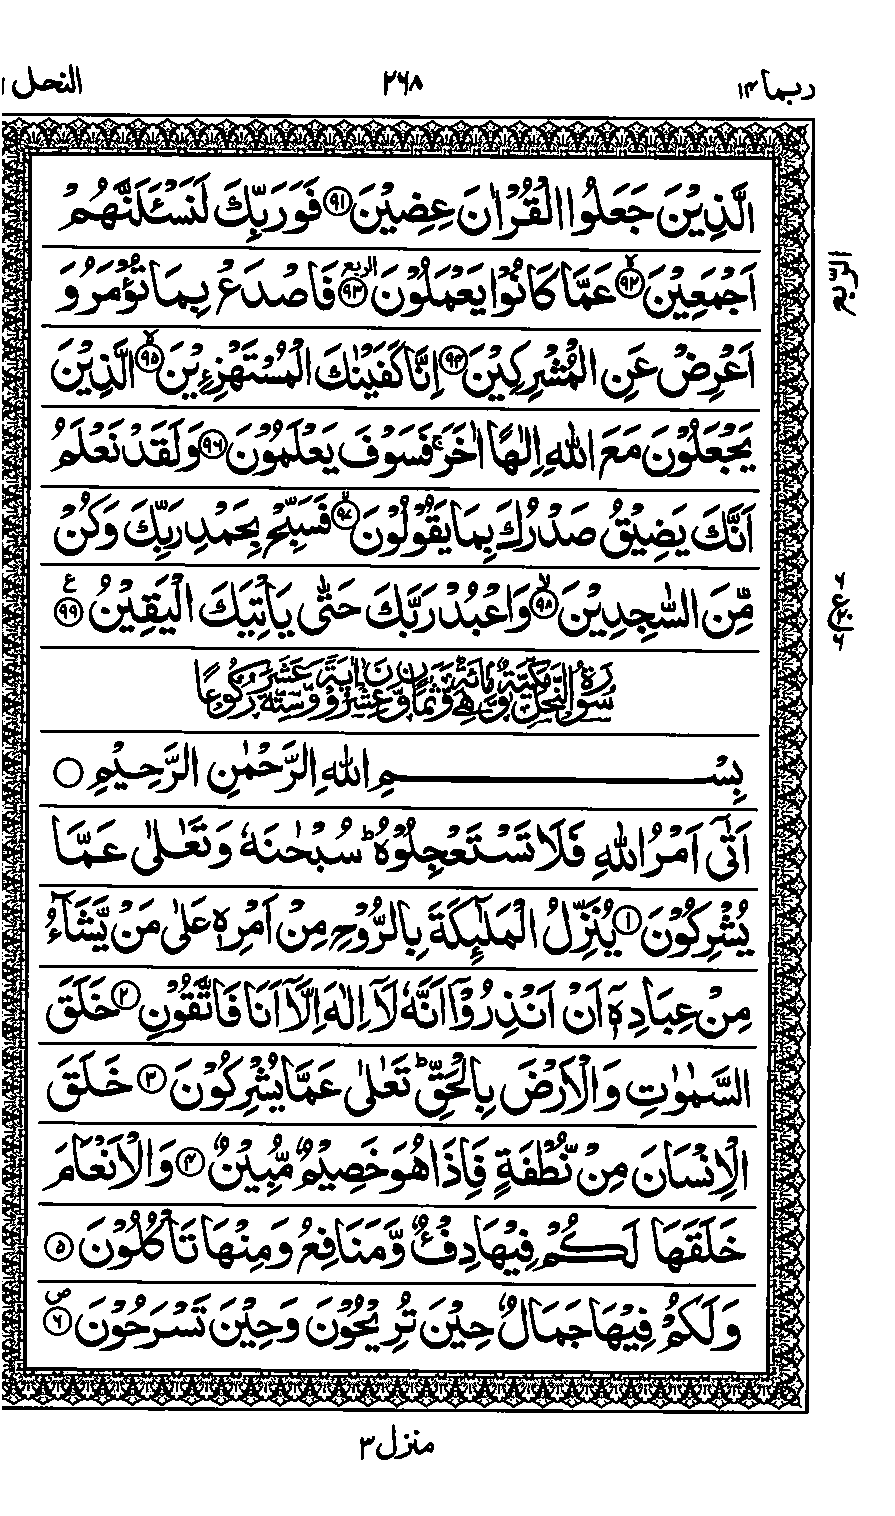 ربما ١٤ ٢٦٨ النحل ١
الَّذِيْنَ جَعَلُوا الْقُرْاٰنَ عِضِيْنَ ﴿٩١﴾ فَوَرَبِّكَ لَنَسْـَٔلَنَّهُمْ
اَجْمَعِيْنَ ﴿٩٢﴾ۙ عَمَّا كَانُوْا يَعْمَلُوْنَ ﴿٩٣﴾ الربع فَاصْدَعْ بِمَا تُؤْمَرُ وَ
الربع
اَعْرِضْ عَنِ الْمُشْرِكِيْنَ ﴿٩٤﴾ اِنَّا كَفَيْنٰكَ الْمُسْتَهْزِءِيْنَ ﴿٩٥﴾ۙ الَّذِيْنَ
يَجْعَلُوْنَ مَعَ اللّٰهِ اِلٰهًا اٰخَرَ ۚ فَسَوْفَ يَعْلَمُوْنَ ﴿٩٦﴾ وَلَقَدْ نَعْلَمُ
اَنَّكَ يَضِيْقُ صَدْرُكَ بِمَا يَقُوْلُوْنَ ﴿٩٧﴾ۙ فَسَبِّحْ بِحَمْدِ رَبِّكَ وَكُنْ
مِّنَ السّٰجِدِيْنَ ﴿٩٨﴾ۙ وَاعْبُدْ رَبَّكَ حَتّٰى يَاْتِيَكَ الْيَقِيْنُ ﴿٩٩﴾ ع
سُوْرَةُ النَّحْلِ مَكِّيَّةٌ وَّهِيَ مِائَةٌ وَّثَمَانٍ وَّعِشْرُوْنَ اٰيَةً وَّسِتَّةَ عَشَرَ رُكُوْعًا
بِسْمِ اللّٰهِ الرَّحْمٰنِ الرَّحِيْمِ ○
اَتٰٓى اَمْرُ اللّٰهِ فَلَا تَسْتَعْجِلُوْهُ ؕ سُبْحٰنَهٗ وَتَعٰلٰى عَمَّا
يُشْرِكُوْنَ ﴿١﴾ يُنَزِّلُ الْمَلٰٓئِكَةَ بِالرُّوْحِ مِنْ اَمْرِهٖ عَلٰى مَنْ يَّشَآءُ
مِنْ عِبَادِهٖۤ اَنْ اَنْذِرُوْۤا اَنَّهٗ لَاۤ اِلٰهَ اِلَّاۤ اَنَا فَاتَّقُوْنِ ﴿٢﴾ خَلَقَ
السَّمٰوٰتِ وَالْاَرْضَ بِالْحَقِّ ؕ تَعٰلٰى عَمَّا يُشْرِكُوْنَ ﴿٣﴾ خَلَقَ
الْاِنْسَانَ مِنْ نُّطْفَةٍ فَاِذَا هُوَ خَصِيْمٌ مُّبِيْنٌ ﴿٤﴾ وَالْاَنْعَامَ
خَلَقَهَا لَكُمْ فِيْهَا دِفْءٌ وَّمَنَافِعُ وَمِنْهَا تَاْكُلُوْنَ ﴿٥﴾
وَلَكُمْ فِيْهَا جَمَالٌ حِيْنَ تُرِيْحُوْنَ وَحِيْنَ تَسْرَحُوْنَ ﴿٦﴾ۖ
منزل ٣